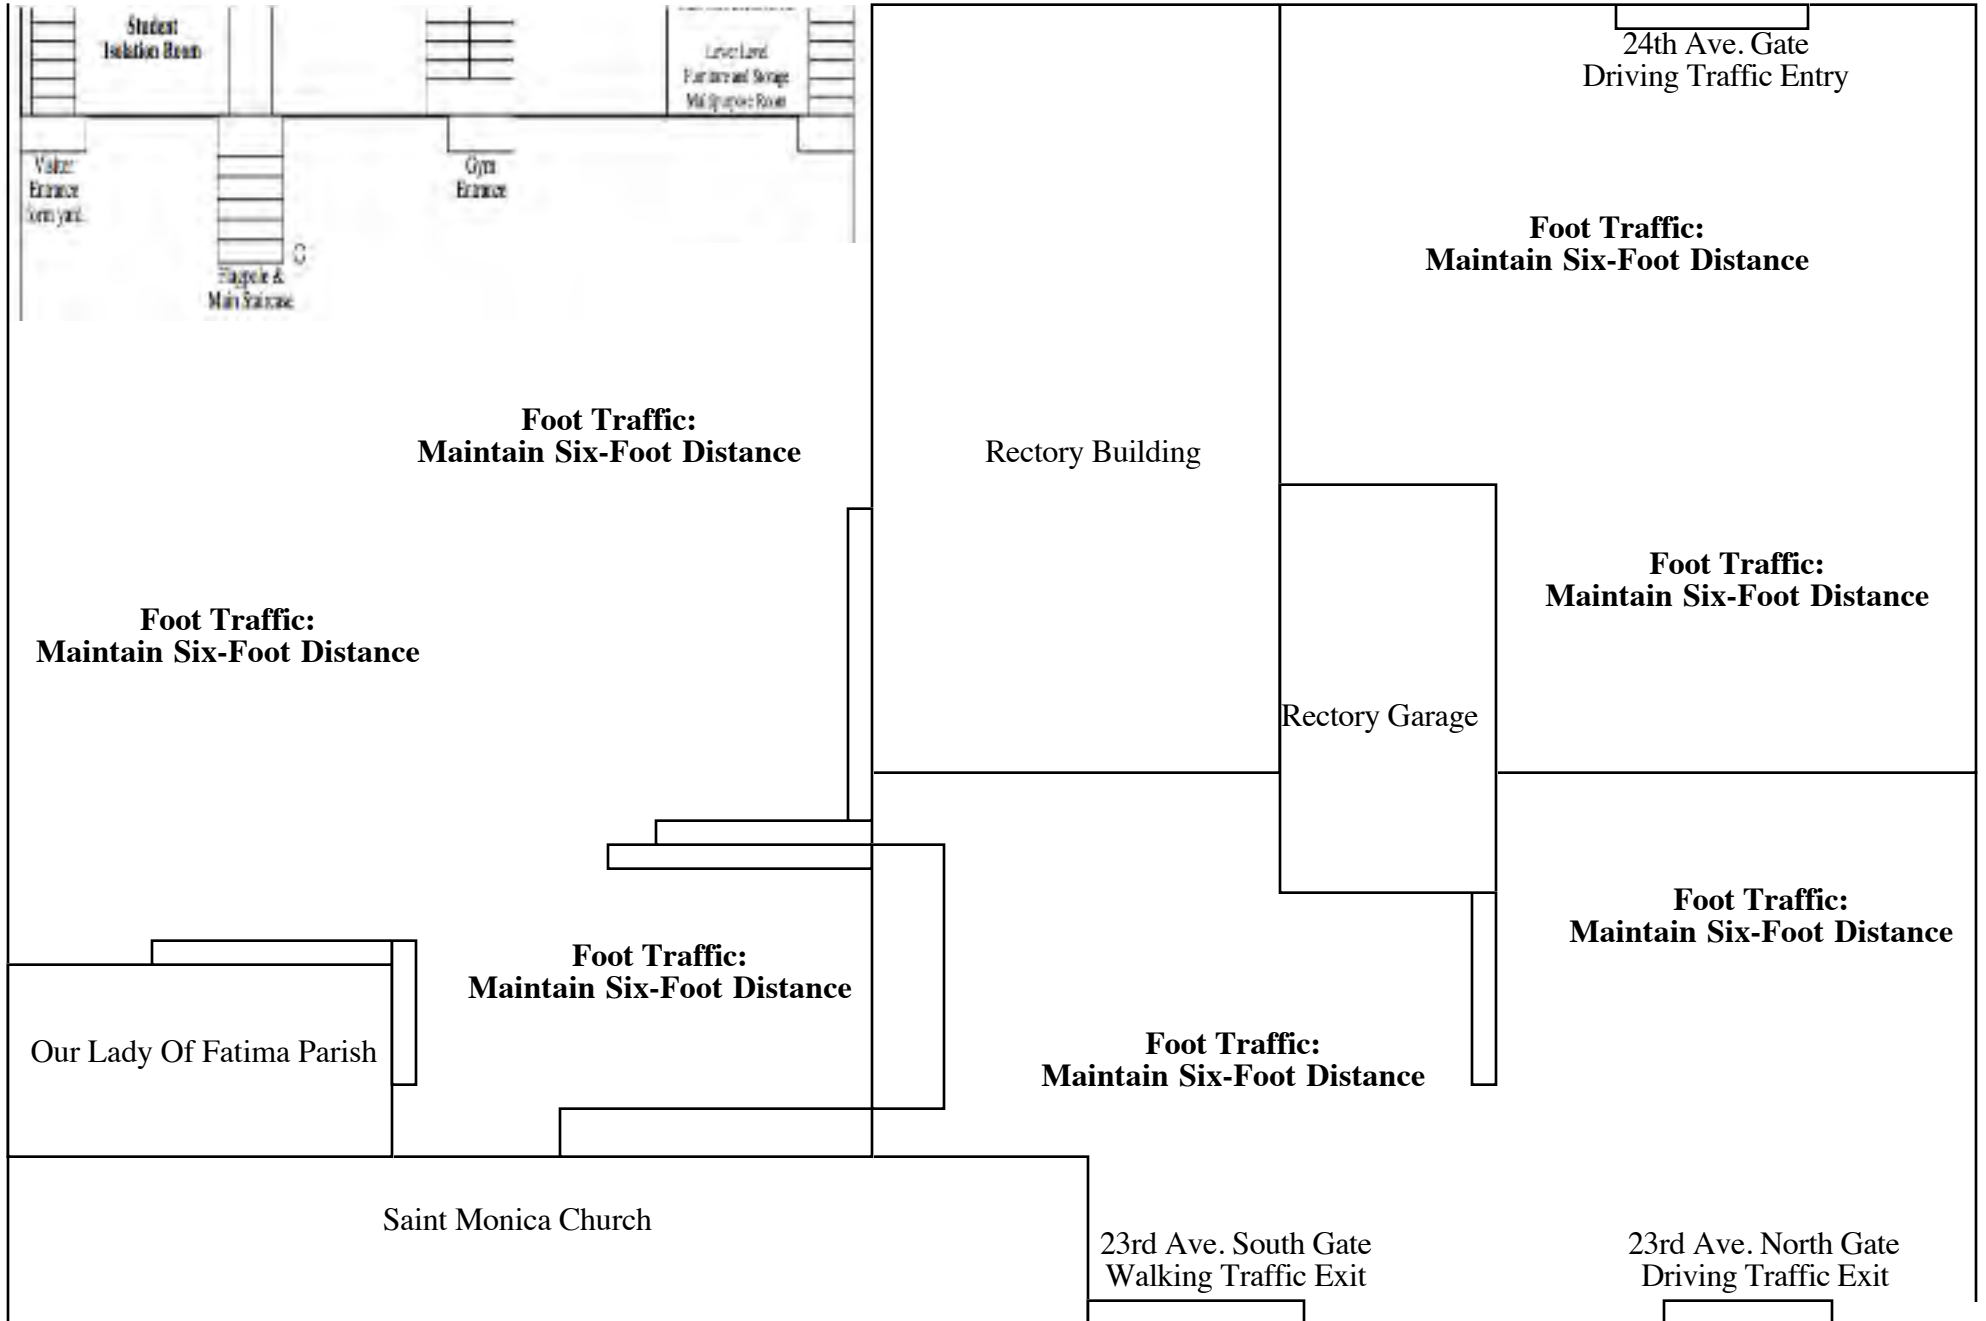 Student
Isolation Room
Lower Level
Furniture and Storage
Multipurpose Room
Visitor
Entrance
form yard.
Gym
Entrance
Flagpole &
Main Staircase
24th Ave. Gate
Driving Traffic Entry
Foot Traffic:
Maintain Six-Foot Distance
Foot Traffic:
Maintain Six-Foot Distance
Rectory Building
Foot Traffic:
Maintain Six-Foot Distance
Foot Traffic:
Maintain Six-Foot Distance
Rectory Garage
Foot Traffic:
Maintain Six-Foot Distance
Foot Traffic:
Maintain Six-Foot Distance
Our Lady Of Fatima Parish
Foot Traffic:
Maintain Six-Foot Distance
Saint Monica Church
23rd Ave. South Gate
Walking Traffic Exit
23rd Ave. North Gate
Driving Traffic Exit